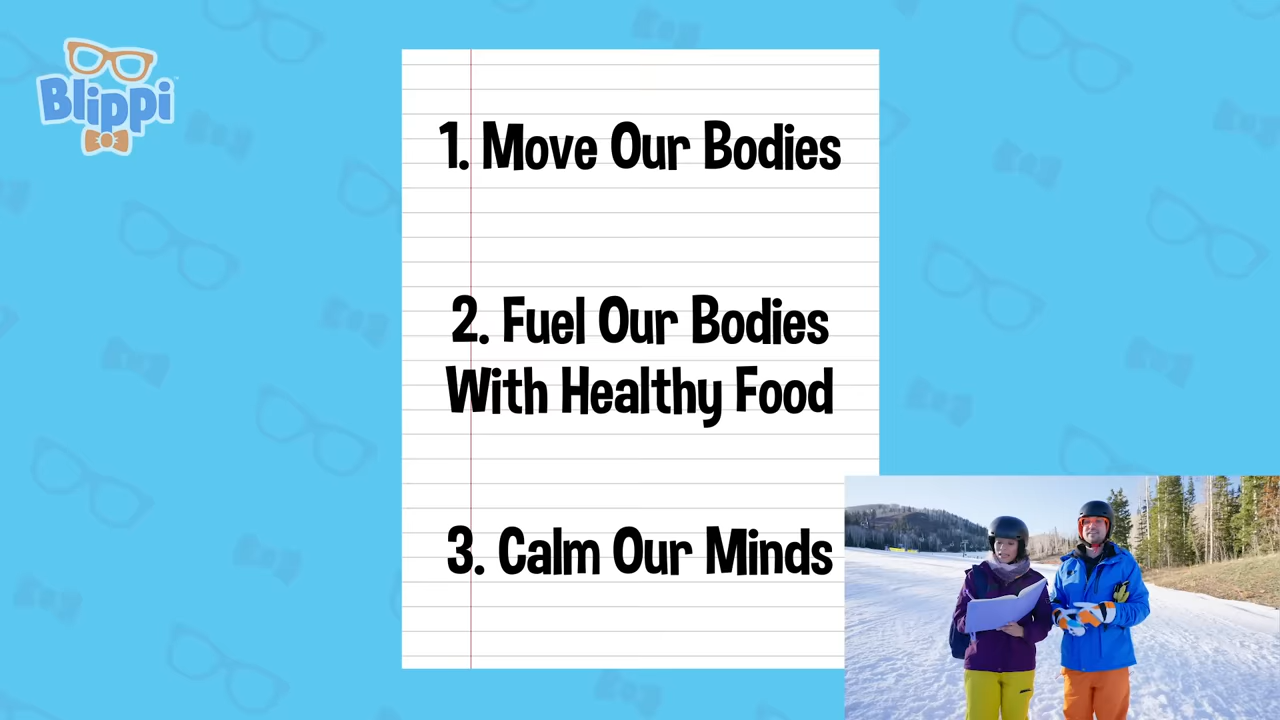 Blippi
1. Move Our Bodies
2. Fuel Our Bodies
With Healthy Food
3. Calm Our Minds